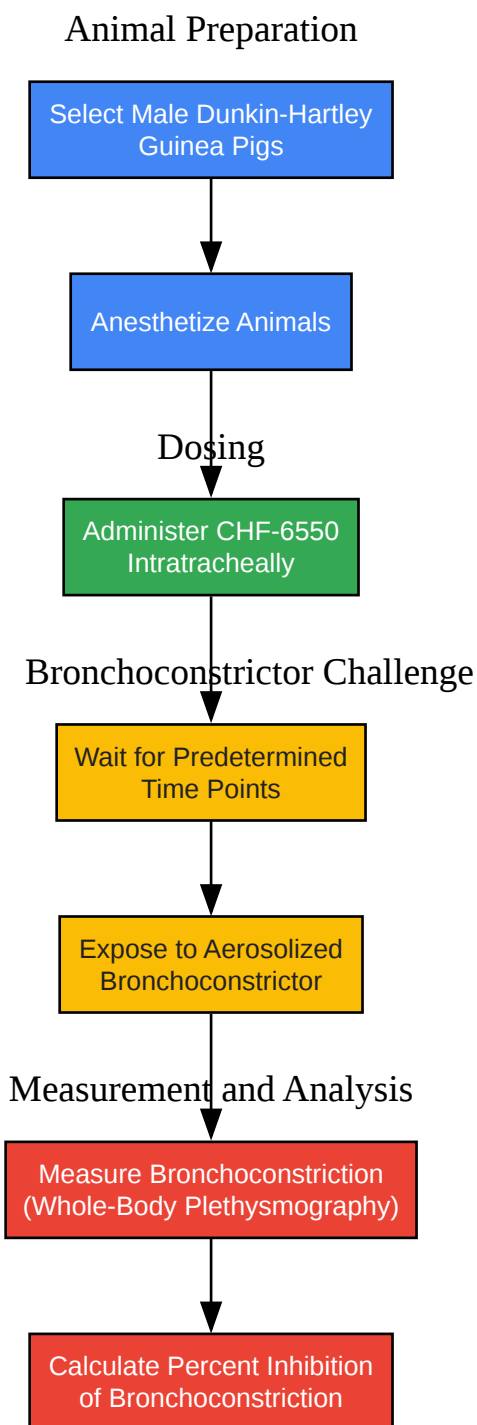 Animal Preparation
Select Male Dunkin-Hartley
Guinea Pigs
Anesthetize Animals
Dosing
Administer CHF-6550
Intratracheally
Bronchoconstrictor Challenge
Wait for Predetermined
Time Points
Expose to Aerosolized
Bronchoconstrictor
Measurement and Analysis
Measure Bronchoconstriction
(Whole-Body Plethysmography)
Calculate Percent Inhibition
of Bronchoconstriction